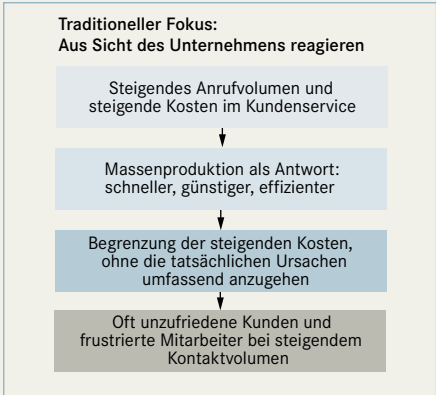 Traditioneller Fokus:
Aus Sicht des Unternehmens reagieren
Steigendes Anrufvolumen und
steigende Kosten im Kundenservice
Massenproduktion als Antwort:
schneller, günstiger, effizienter
Begrenzung der steigenden Kosten,
ohne die tatsächlichen Ursachen
umfassend anzugehen
Oft unzufriedene Kunden und
frustrierte Mitarbeiter bei steigendem
Kontaktvolumen